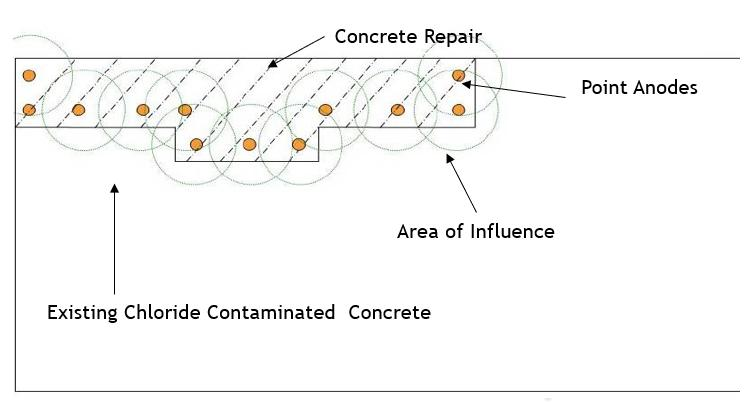 Concrete Repair
Point Anodes
Area of Influence
Existing Chloride Contaminated  Concrete